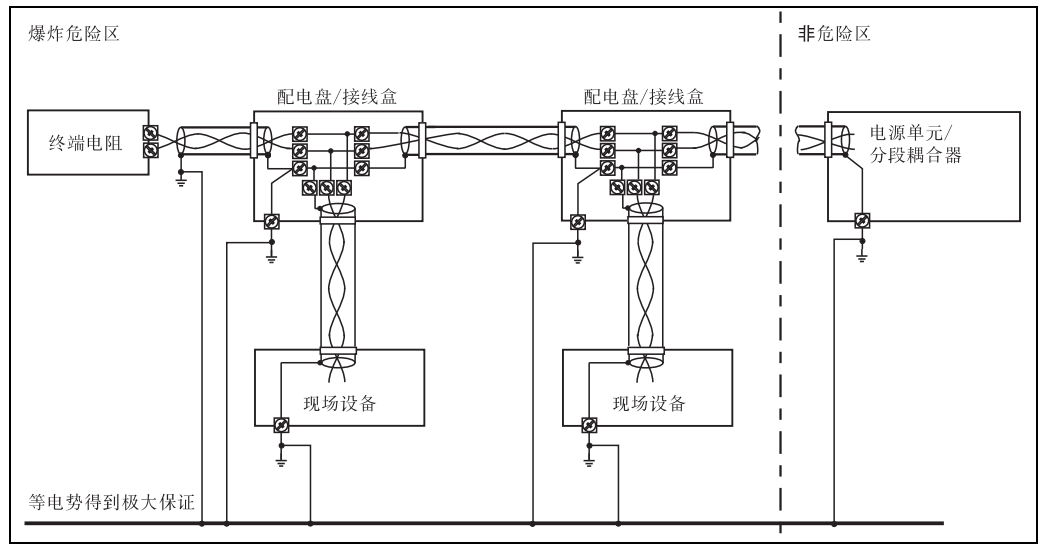 爆炸危险区
非危险区
配电盘/接线盒
配电盘/接线盒
终端电阻
电源单元/
分段耦合器
现场设备
现场设备
等电势得到极大保证